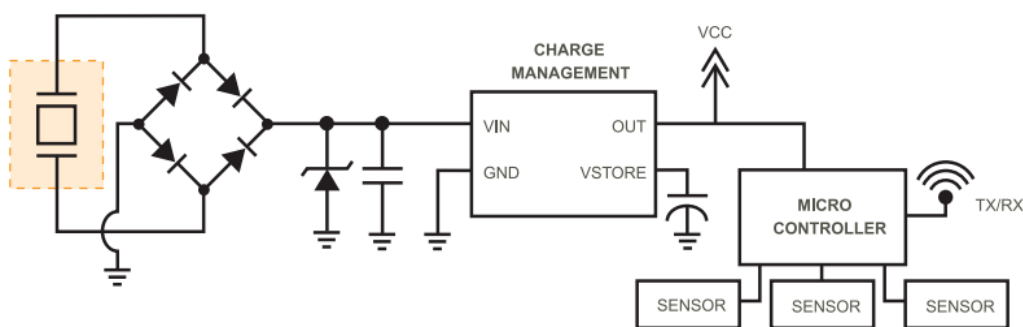 VCC
CHARGE
MANAGEMENT
VIN
OUT
GND
VSTORE
MICRO
CONTROLLER
TX/RX
SENSOR
SENSOR
SENSOR